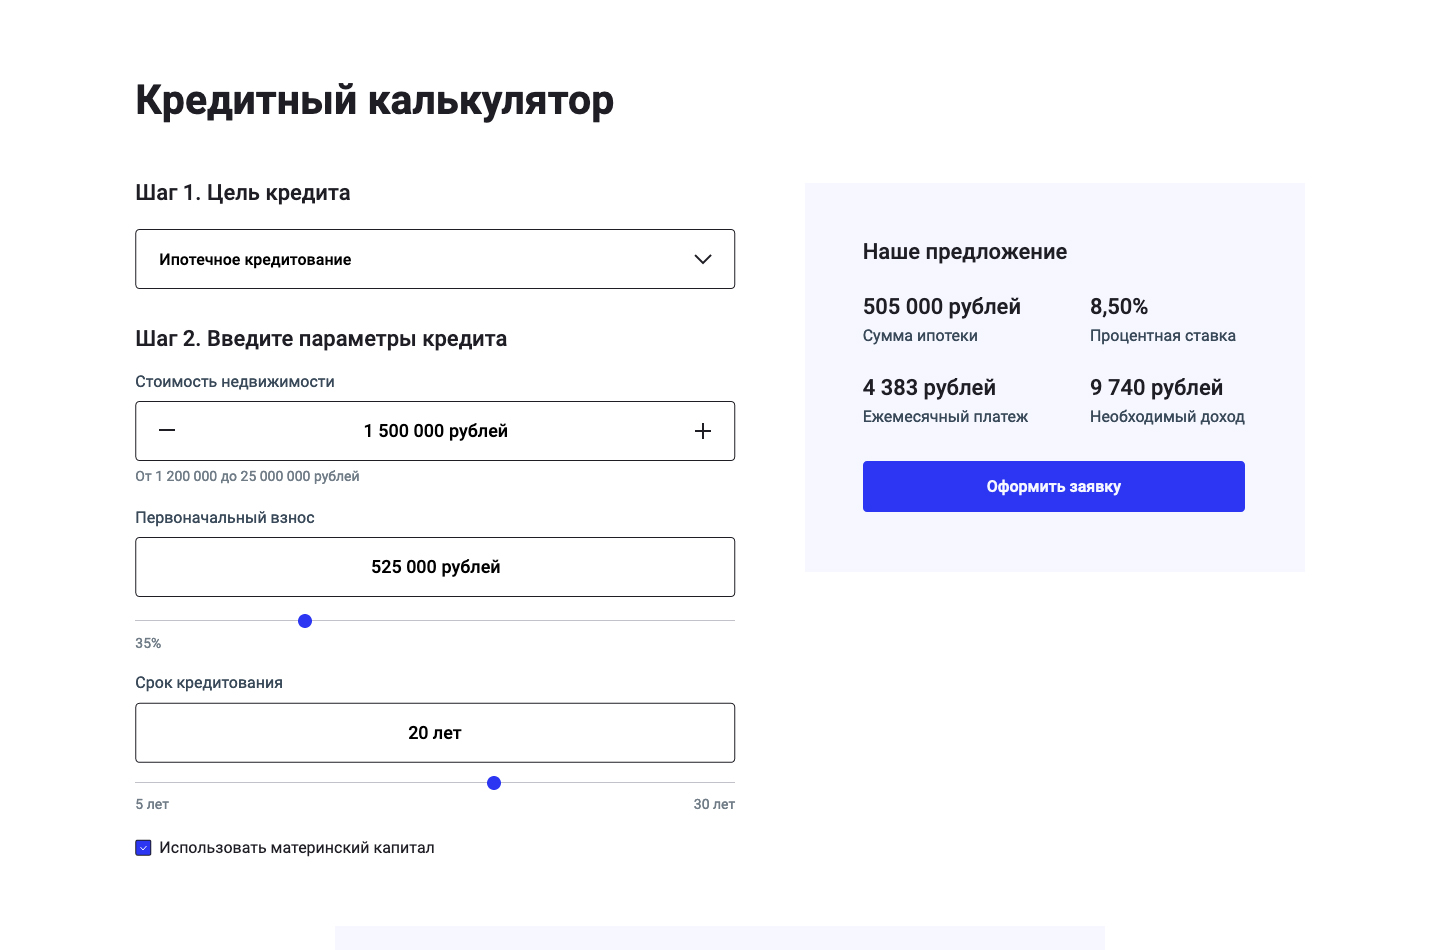 Кредитный калькулятор
Шаг 1. Цель кредита
Ипотечное кредитование
Шаг 2. Введите параметры кредита
Стоимость недвижимости
1 500 000 рублей
От 1 200 000 до 25 000 000 рублей
Первоначальный взнос
525 000 рублей
35%
Срок кредитования
20 лет
5 лет
30 лет
Использовать материнский капитал
Наше предложение
505 000 рублей
Сумма ипотеки
8,50%
Процентная ставка
4 383 рублей
Ежемесячный платеж
9 740 рублей
Необходимый доход
Оформить заявку